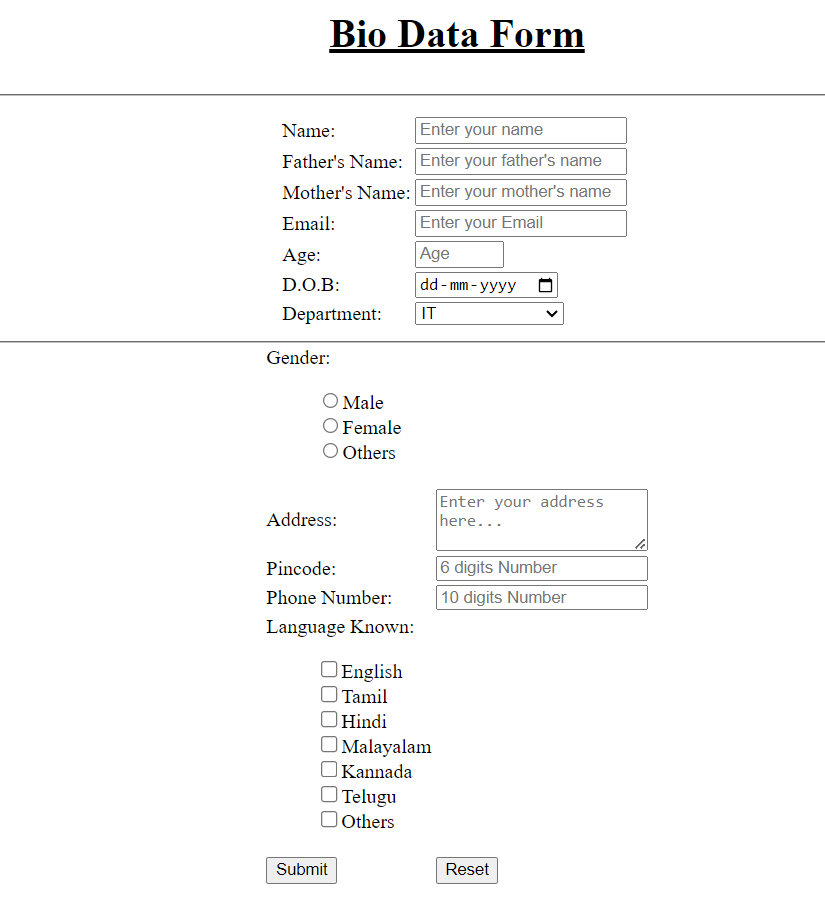 Bio Data Form
Name: Enter your name
Father's Name: Enter your father's name
Mother's Name: Enter your mother's name
Email: Enter your Email
Age: Age
D.O.B: dd-mm-yyyy
Department: IT
Gender:
Male
Female
Others
Address: Enter your address
here...
Pincode: 6 digits Number
Phone Number: 10 digits Number
Language Known:
English
Tamil
Hindi
Malayalam
Kannada
Telugu
Others
Submit Reset